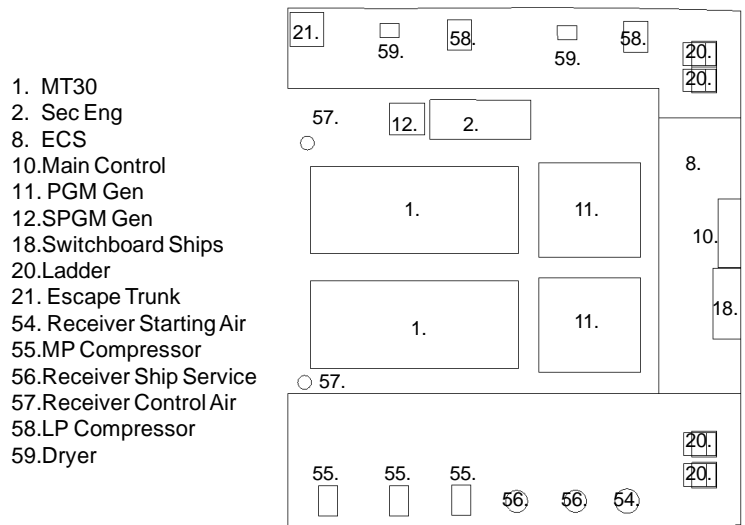 1. MT30
2. Sec Eng
8. ECS
10.Main Control
11. PGM Gen
12.SPGM Gen
18.Switchboard Ships
20.Ladder
21. Escape Trunk
54. Receiver Starting Air
55.MP Compressor
56.Receiver Ship Service
57.Receiver Control Air
58.LP Compressor
59.Dryer
21.
59.
58.
59.
58.
20.
20.
57.
12.
2.
8.
1.
11.
10.
1.
11.
18.
57.
20.
20.
55.
55.
55.
56.
56.
54.